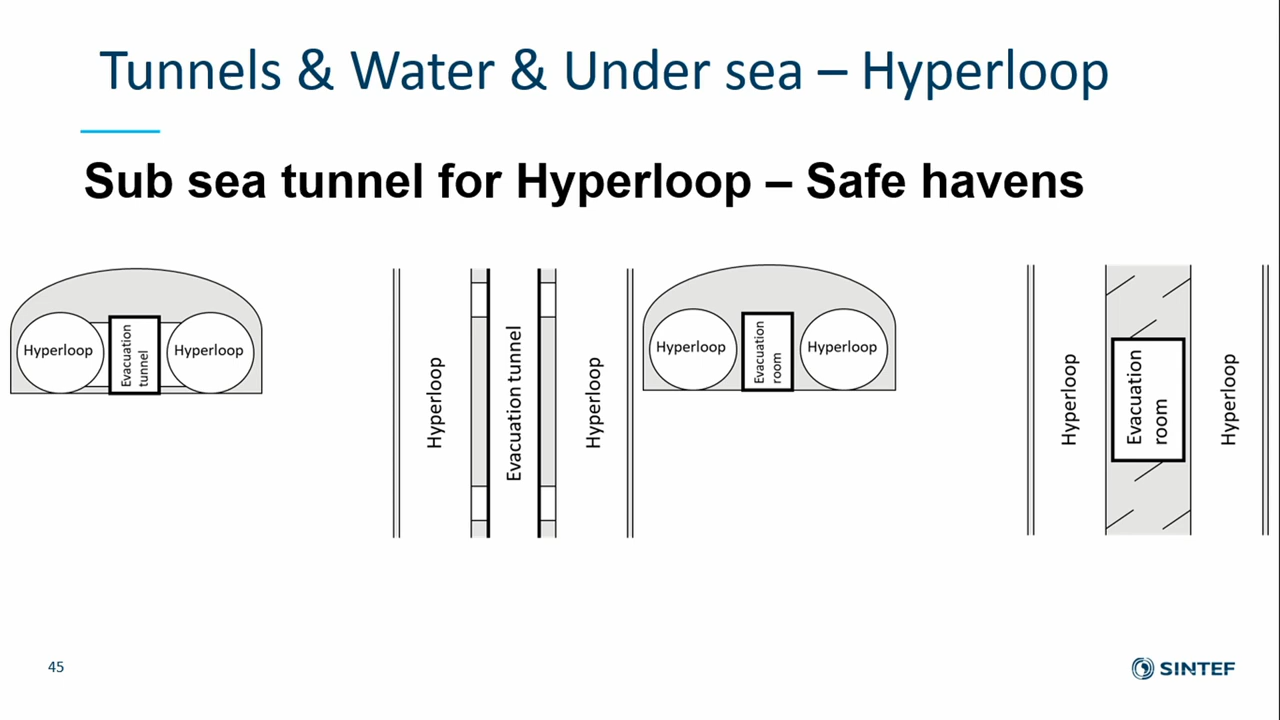 Tunnels & Water & Under sea – Hyperloop
Sub sea tunnel for Hyperloop – Safe havens
Hyperloop
Evacuation
tunnel
Hyperloop
Hyperloop
Evacuation tunnel
Hyperloop
Hyperloop
Evacuation
room
Hyperloop
Hyperloop
Evacuation
room
Hyperloop
45
SINTEF